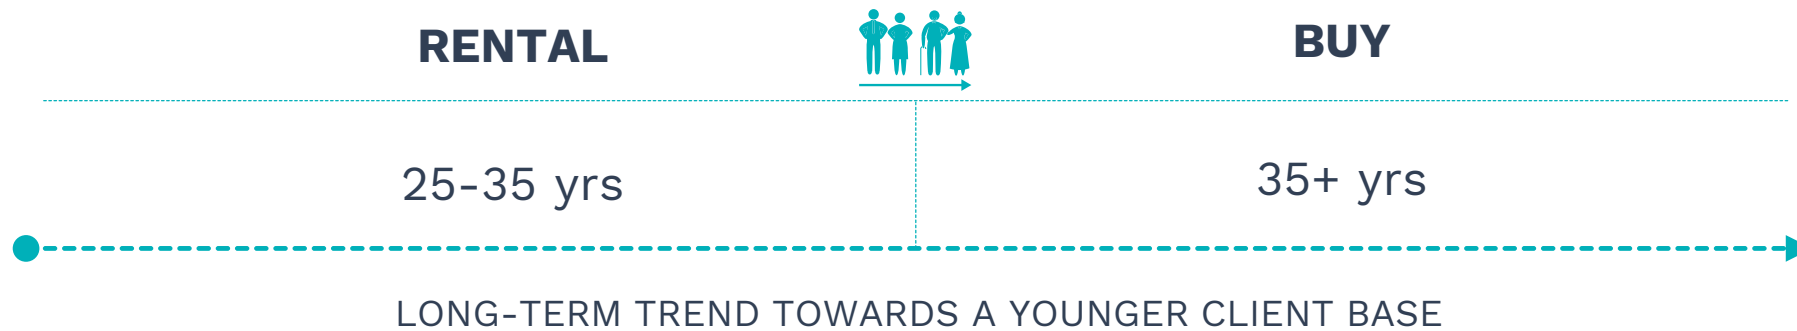 RENTAL
BUY
25-35 yrs
35+ yrs
LONG-TERM TREND TOWARDS A YOUNGER CLIENT BASE